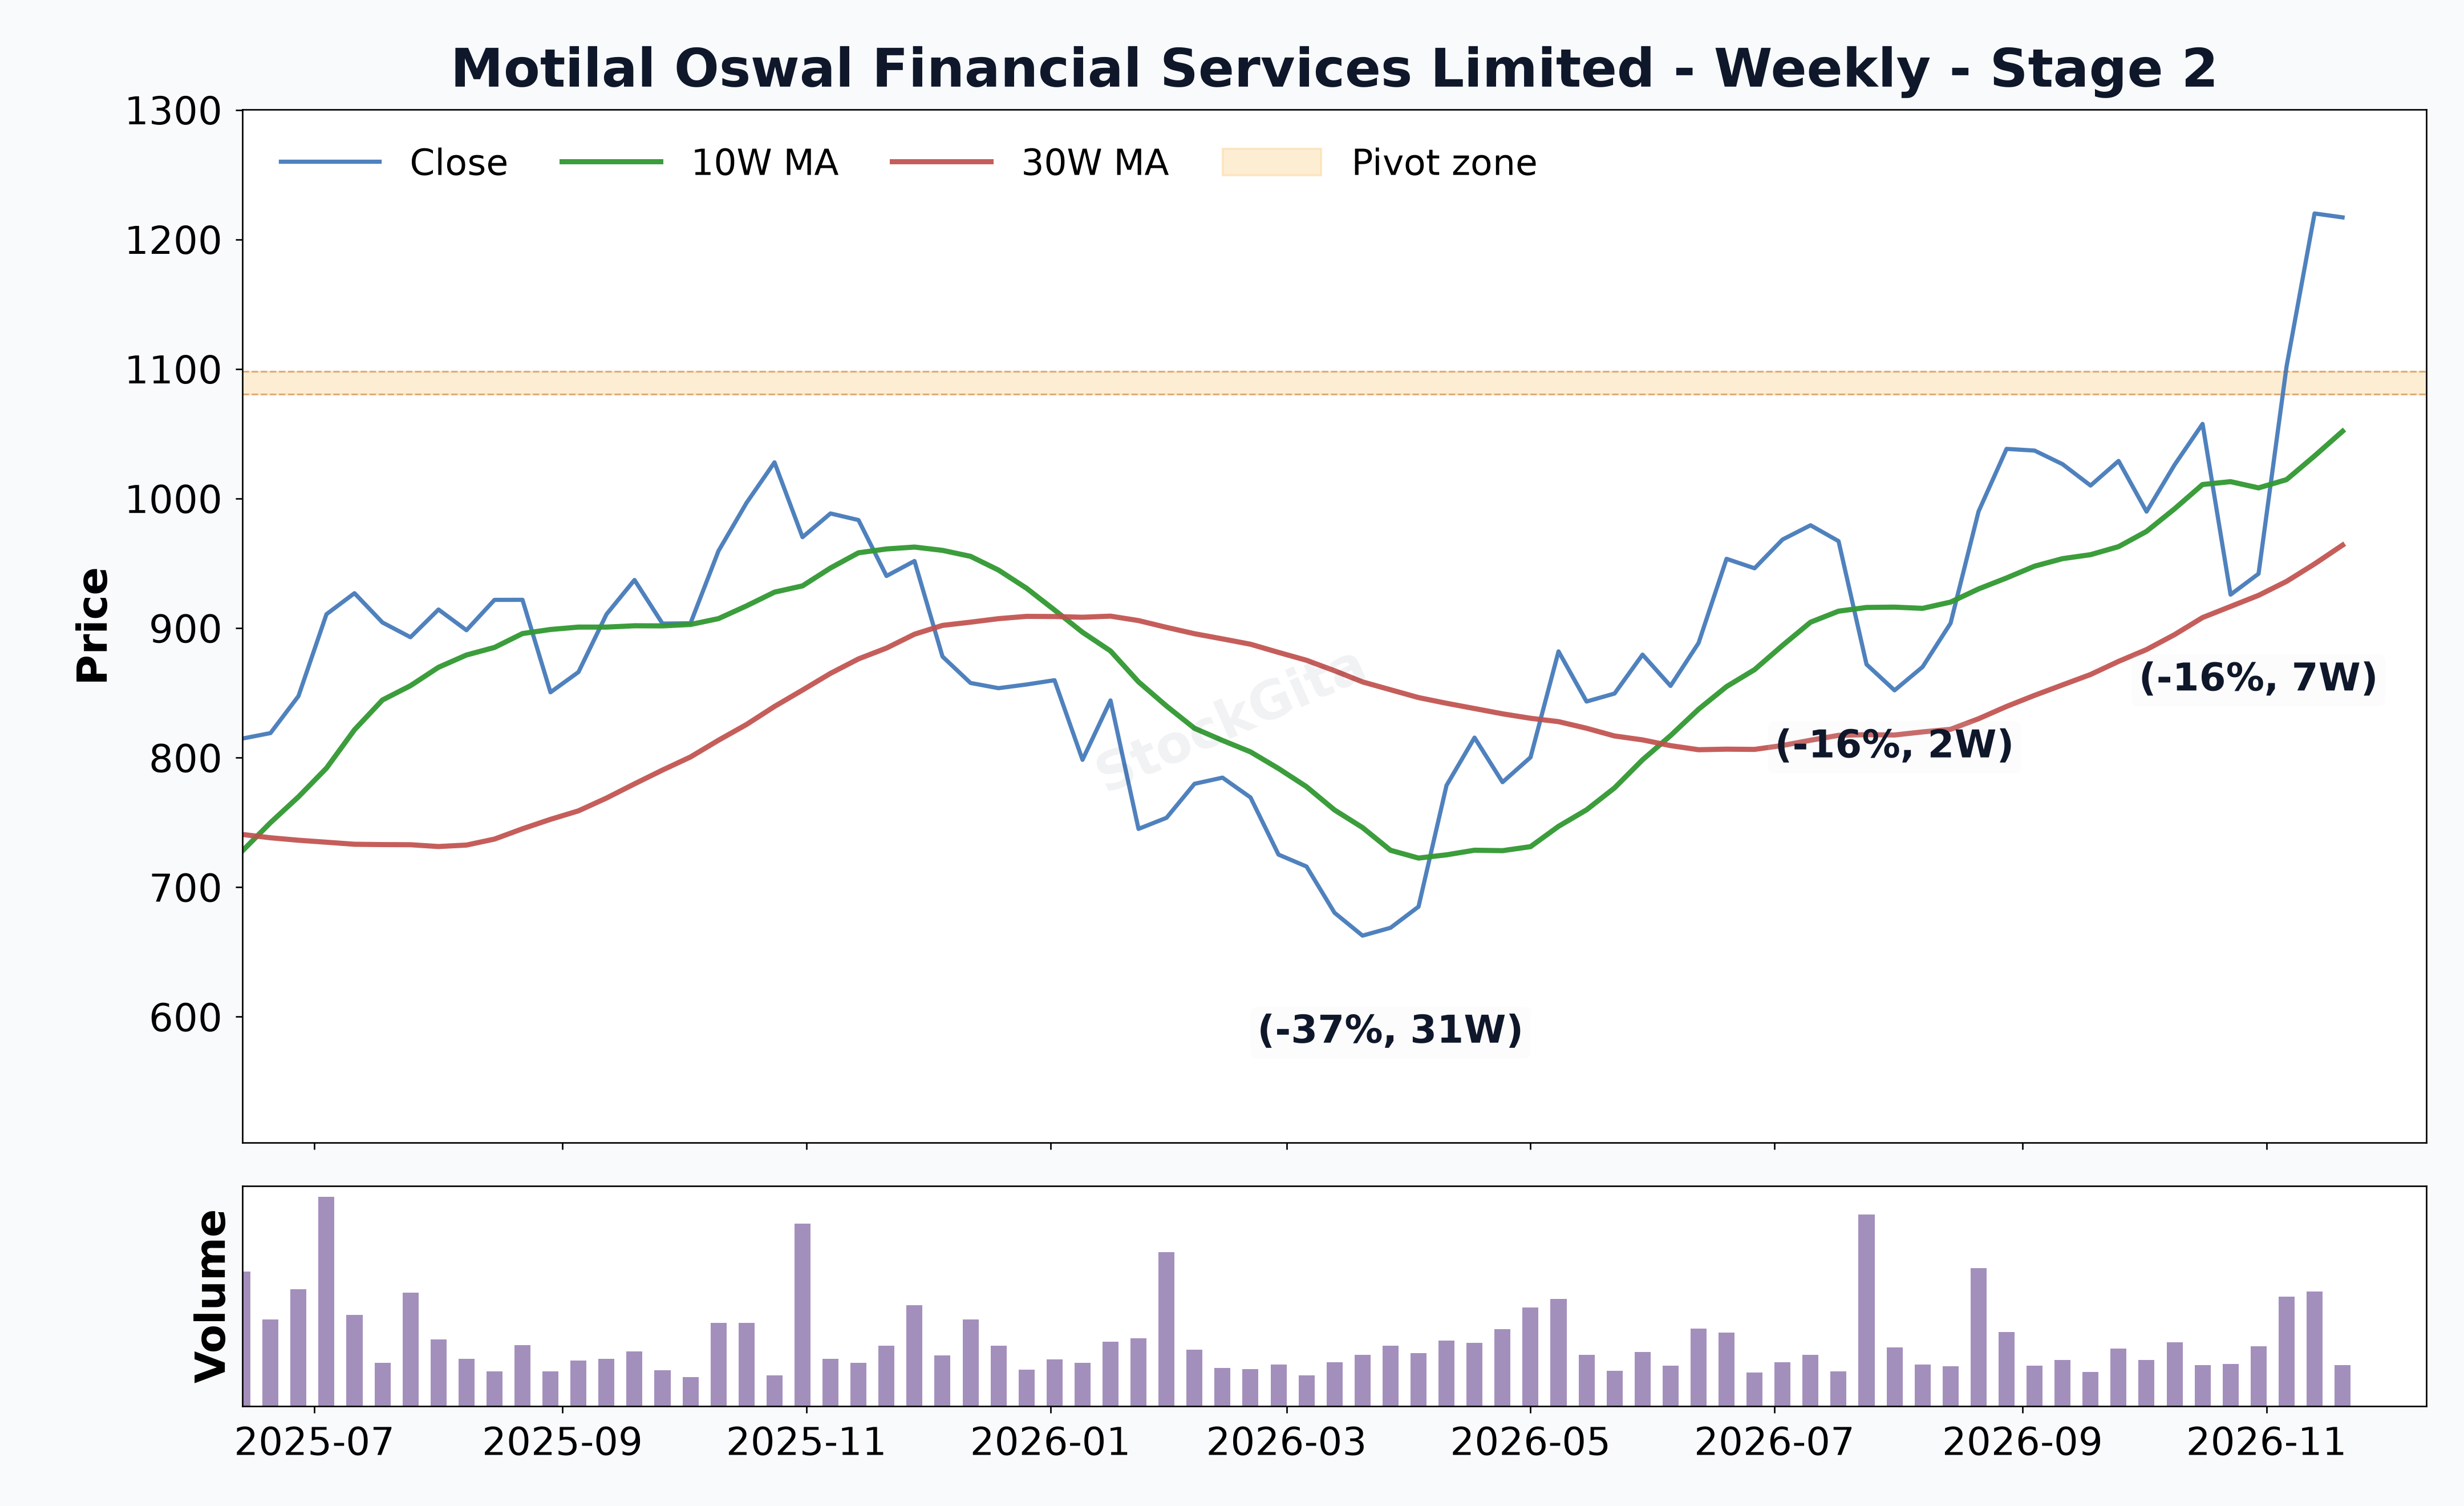 Motilal Oswal Financial Services Limited - Weekly - Stage 2
Close 10W MA 30W MA Pivot zone
Price
1300
1200
1100
1000
900
800
700
600
StockGita
(-16%, 7W)
(-16%, 2W)
(-37%, 31W)
Volume
2025-07 2025-09 2025-11 2026-01 2026-03 2026-05 2026-07 2026-09 2026-11